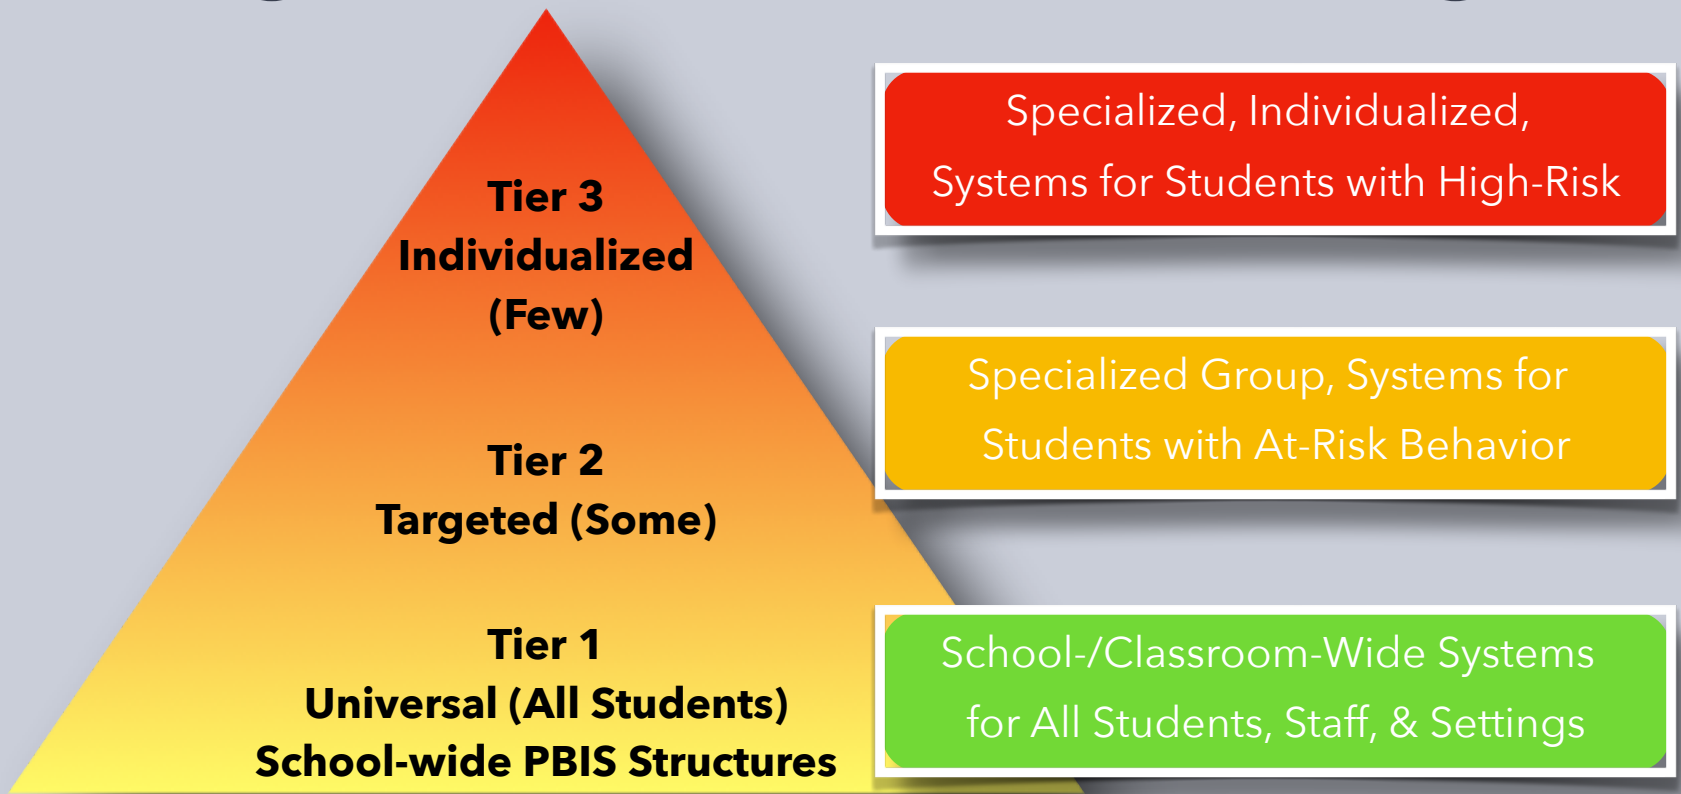 Tier 3
Individualized
(Few)
Specialized, Individualized,
Systems for Students with High-Risk
Tier 2
Targeted (Some)
Specialized Group, Systems for
Students with At-Risk Behavior
Tier 1
Universal (All Students)
School-wide PBIS Structures
School-/Classroom-Wide Systems
for All Students, Staff, & Settings